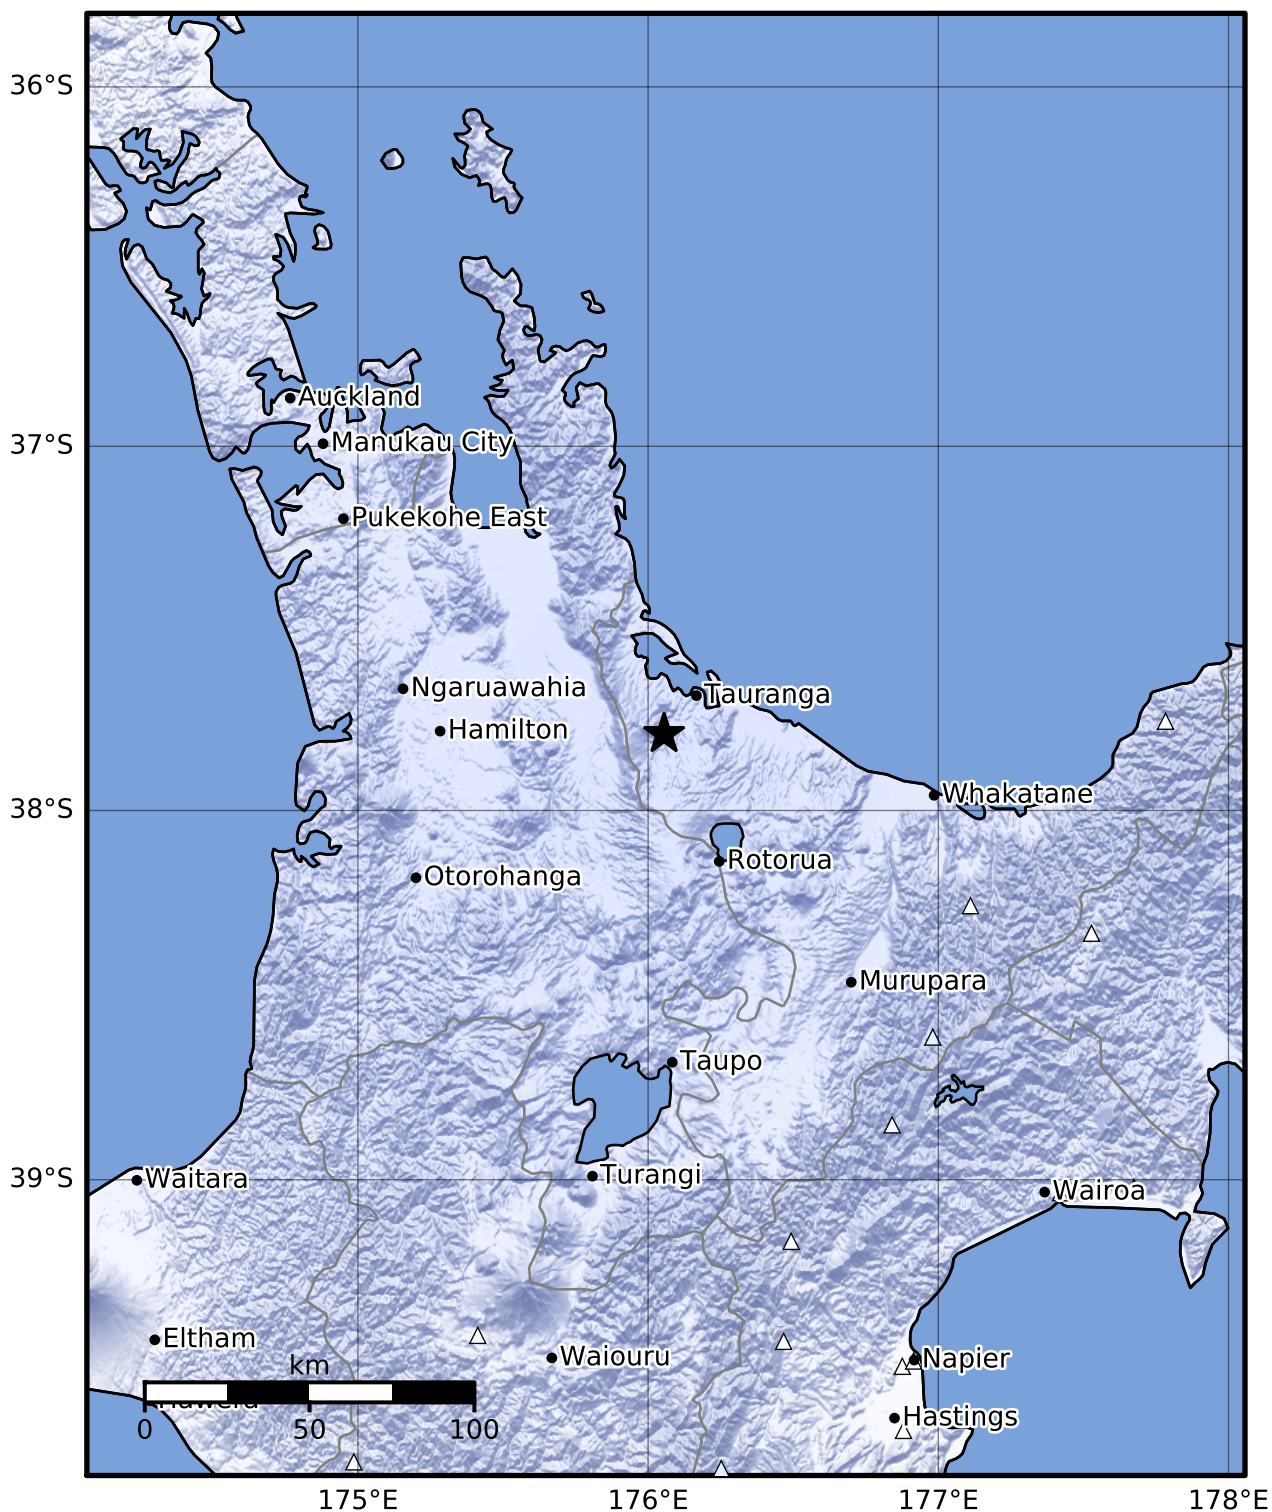 36°S
Auckland
37°S
Manukau City
Pukekohe East
Ngaruawahia
Tauranga
Hamilton
Whakatane
38°S
Rotorua
Otorohanga
Murupara
Taupo
39°S
Waitara
Turangi
Wairoa
Eltham
Waiouru
Napier
km
Hawera
Hastings
0 50 100
175°E 176°E 177°E 178°E